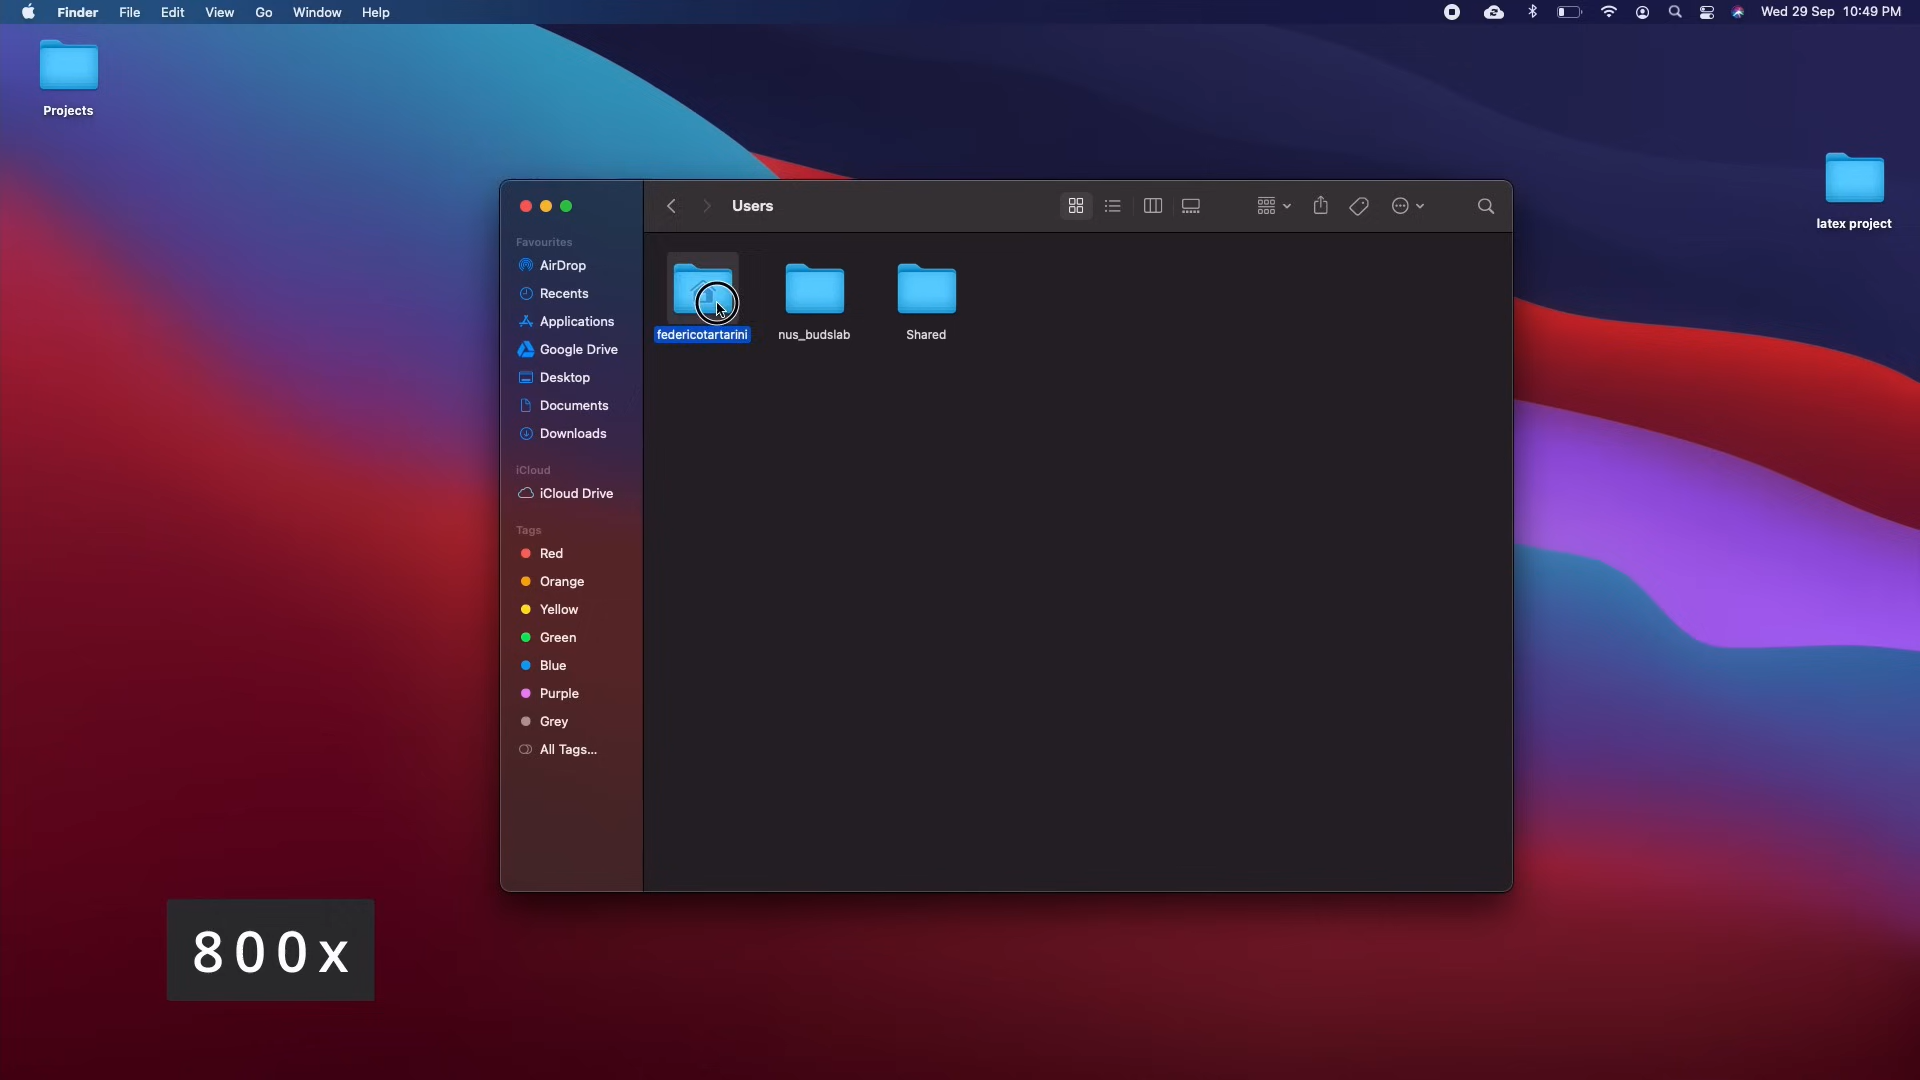 Finder File Edit View Go Window Help
Wed 29 Sep 10:49 PM
Projects
latex project
Users
Favourites
AirDrop
Recents
Applications
Google Drive
Desktop
Documents
Downloads
iCloud
iCloud Drive
Tags
Red
Orange
Yellow
Green
Blue
Purple
Grey
All Tags...
federicotartarini nus_budslab Shared
800x